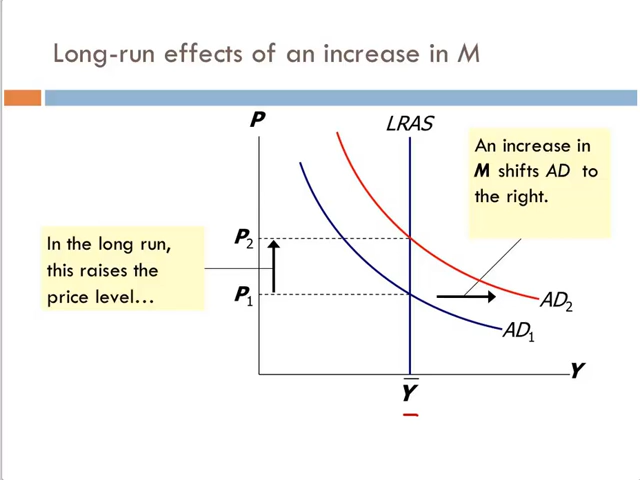 Long-run effects of an increase in M
P
LRAS
An increase in
M shifts AD to
the right.
In the long run,
this raises the
price level…
P2
P1
AD2
AD1
Y
Y